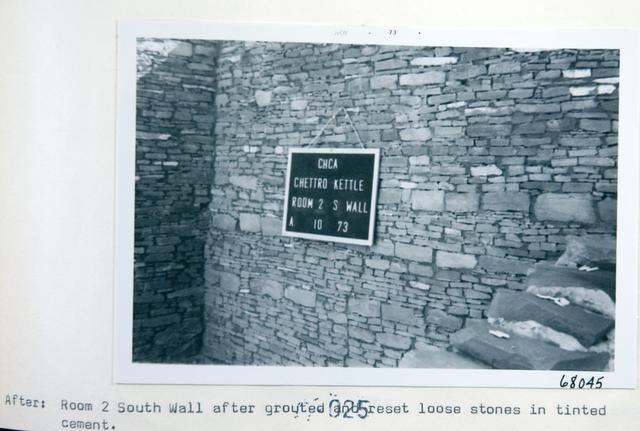 NOV 73
CHCA
CHETTRO KETTLE
ROOM 2 S WALL
A 10 73
68045
After: Room 2 South Wall after grouted and reset loose stones in tinted
cement.
025